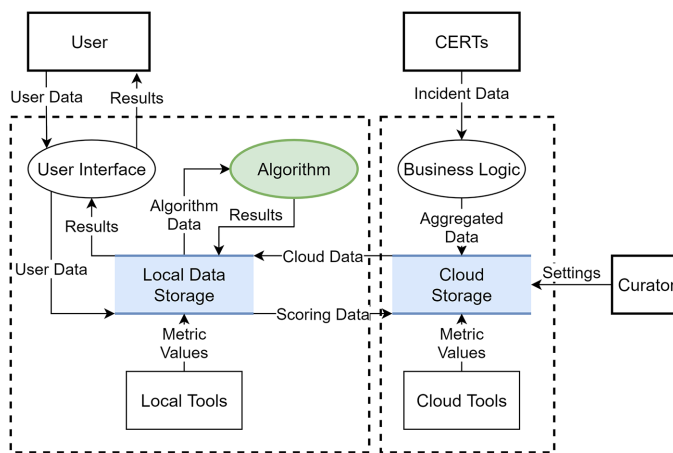 User
CERTs
User Data
Results
Incident Data
User Interface
Algorithm
Business Logic
Algorithm
Data
Results
Results
Aggregated
Data
User Data
Local Data
Storage
Cloud Data
Cloud
Storage
Settings
Curator
Scoring Data
Metric
Values
Metric
Values
Local Tools
Cloud Tools